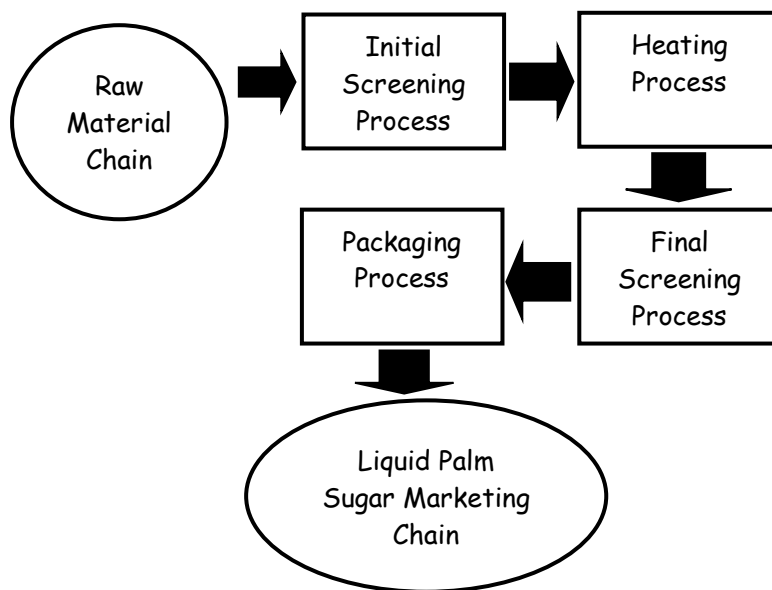 Raw
Material
Chain
Initial
Screening
Process
Heating
Process
Final
Screening
Process
Packaging
Process
Liquid Palm
Sugar Marketing
Chain